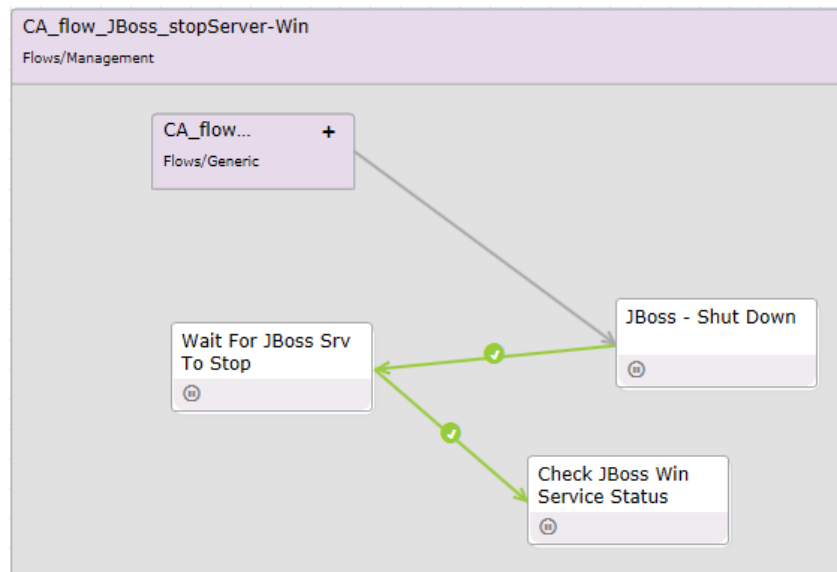 CA_flow_JBoss_stopServer-Win
Flows/Management
CA_flow...
Flows/Generic
JBoss - Shut Down
Wait For JBoss Srv
To Stop
Check JBoss Win
Service Status